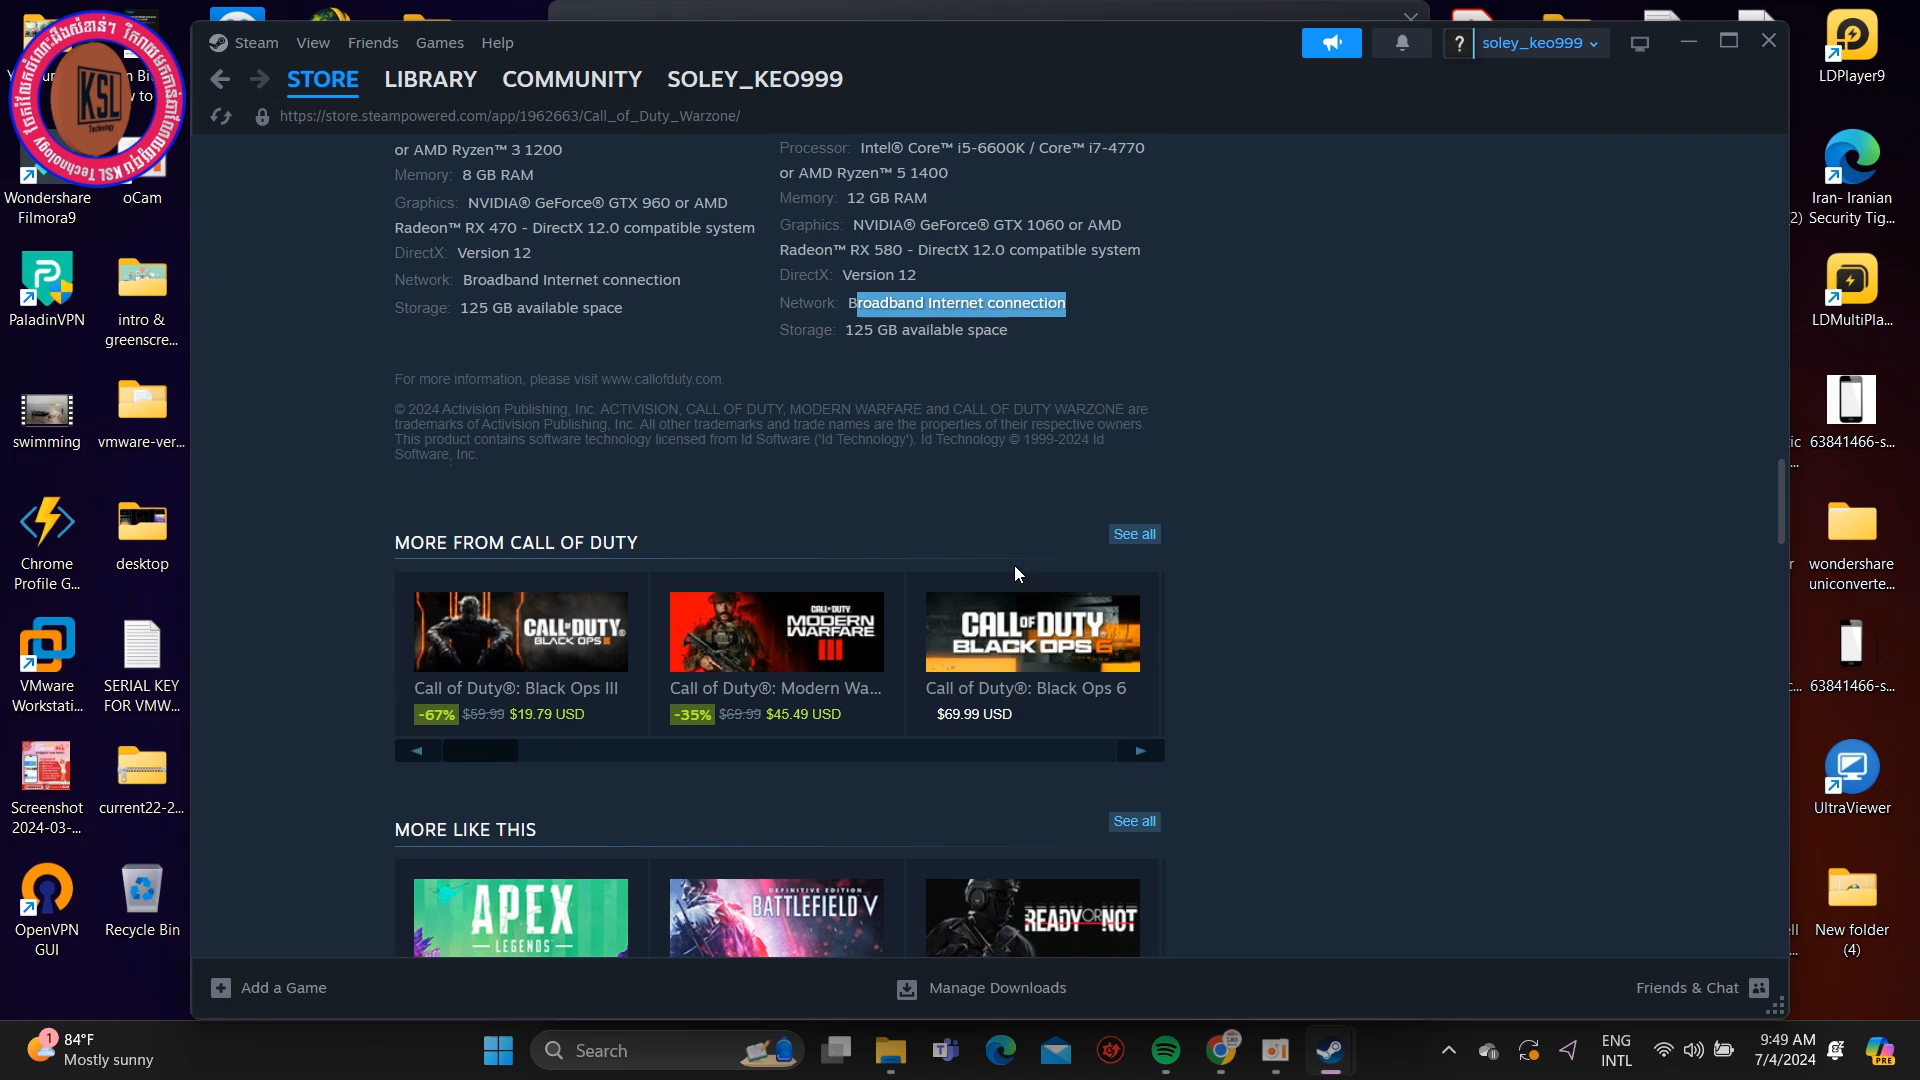 Steam View Friends Games Help
soley_keo999
STORE LIBRARY COMMUNITY SOLEY_KEO999
https://store.steampowered.com/app/1962663/Call_of_Duty_Warzone/
or AMD Ryzen™ 3 1200
Memory: 8 GB RAM
Graphics: NVIDIA® GeForce® GTX 960 or AMD
Radeon™ RX 470 - DirectX 12.0 compatible system
DirectX: Version 12
Network: Broadband Internet connection
Storage: 125 GB available space
Processor: Intel® Core™ i5-6600K / Core™ i7-4770
or AMD Ryzen™ 5 1400
Memory: 12 GB RAM
Graphics: NVIDIA® GeForce® GTX 1060 or AMD
Radeon™ RX 580 - DirectX 12.0 compatible system
DirectX: Version 12
Network: Broadband Internet connection
Storage: 125 GB available space
For more information, please visit www.callofduty.com.
© 2024 Activision Publishing, Inc. ACTIVISION, CALL OF DUTY, MODERN WARFARE and CALL OF DUTY WARZONE are
trademarks of Activision Publishing, Inc. All other trademarks and trade names are the properties of their respective owners.
This product contains software technology licensed from Id Software ('Id Technology'). Id Technology © 1999-2024 Id
Software, Inc.
MORE FROM CALL OF DUTY
See all
CALL OF DUTY
BLACK OPS III
CALL OF DUTY
MODERN
WARFARE
III
CALL OF DUTY
BLACK OPS 6
Call of Duty®: Black Ops III
Call of Duty®: Modern Wa...
Call of Duty®: Black Ops 6
-67% $59.99 $19.79 USD
-35% $69.99 $45.49 USD
$69.99 USD
MORE LIKE THIS
See all
APEX
LEGENDS
DEFINITIVE EDITION
BATTLEFIELD V
READY OR NOT
Add a Game
Manage Downloads
Friends & Chat
KSL
Technology
Wondershare
Filmora9
oCam
PaladinVPN
intro &
greenscre...
swimming
vmware-ver...
Chrome
Profile G...
desktop
VMware
Workstati...
SERIAL KEY
FOR VMW...
Screenshot
2024-03-...
current22-2...
OpenVPN
GUI
Recycle Bin
LDPlayer9
Iran- Iranian
Security Tig...
LDMultiPla...
63841466-s...
wondershare
uniconverte...
63841466-s...
UltraViewer
New folder
(4)
1
84°F
Mostly sunny
Search
ENG
INTL
9:49 AM
7/4/2024
PRE